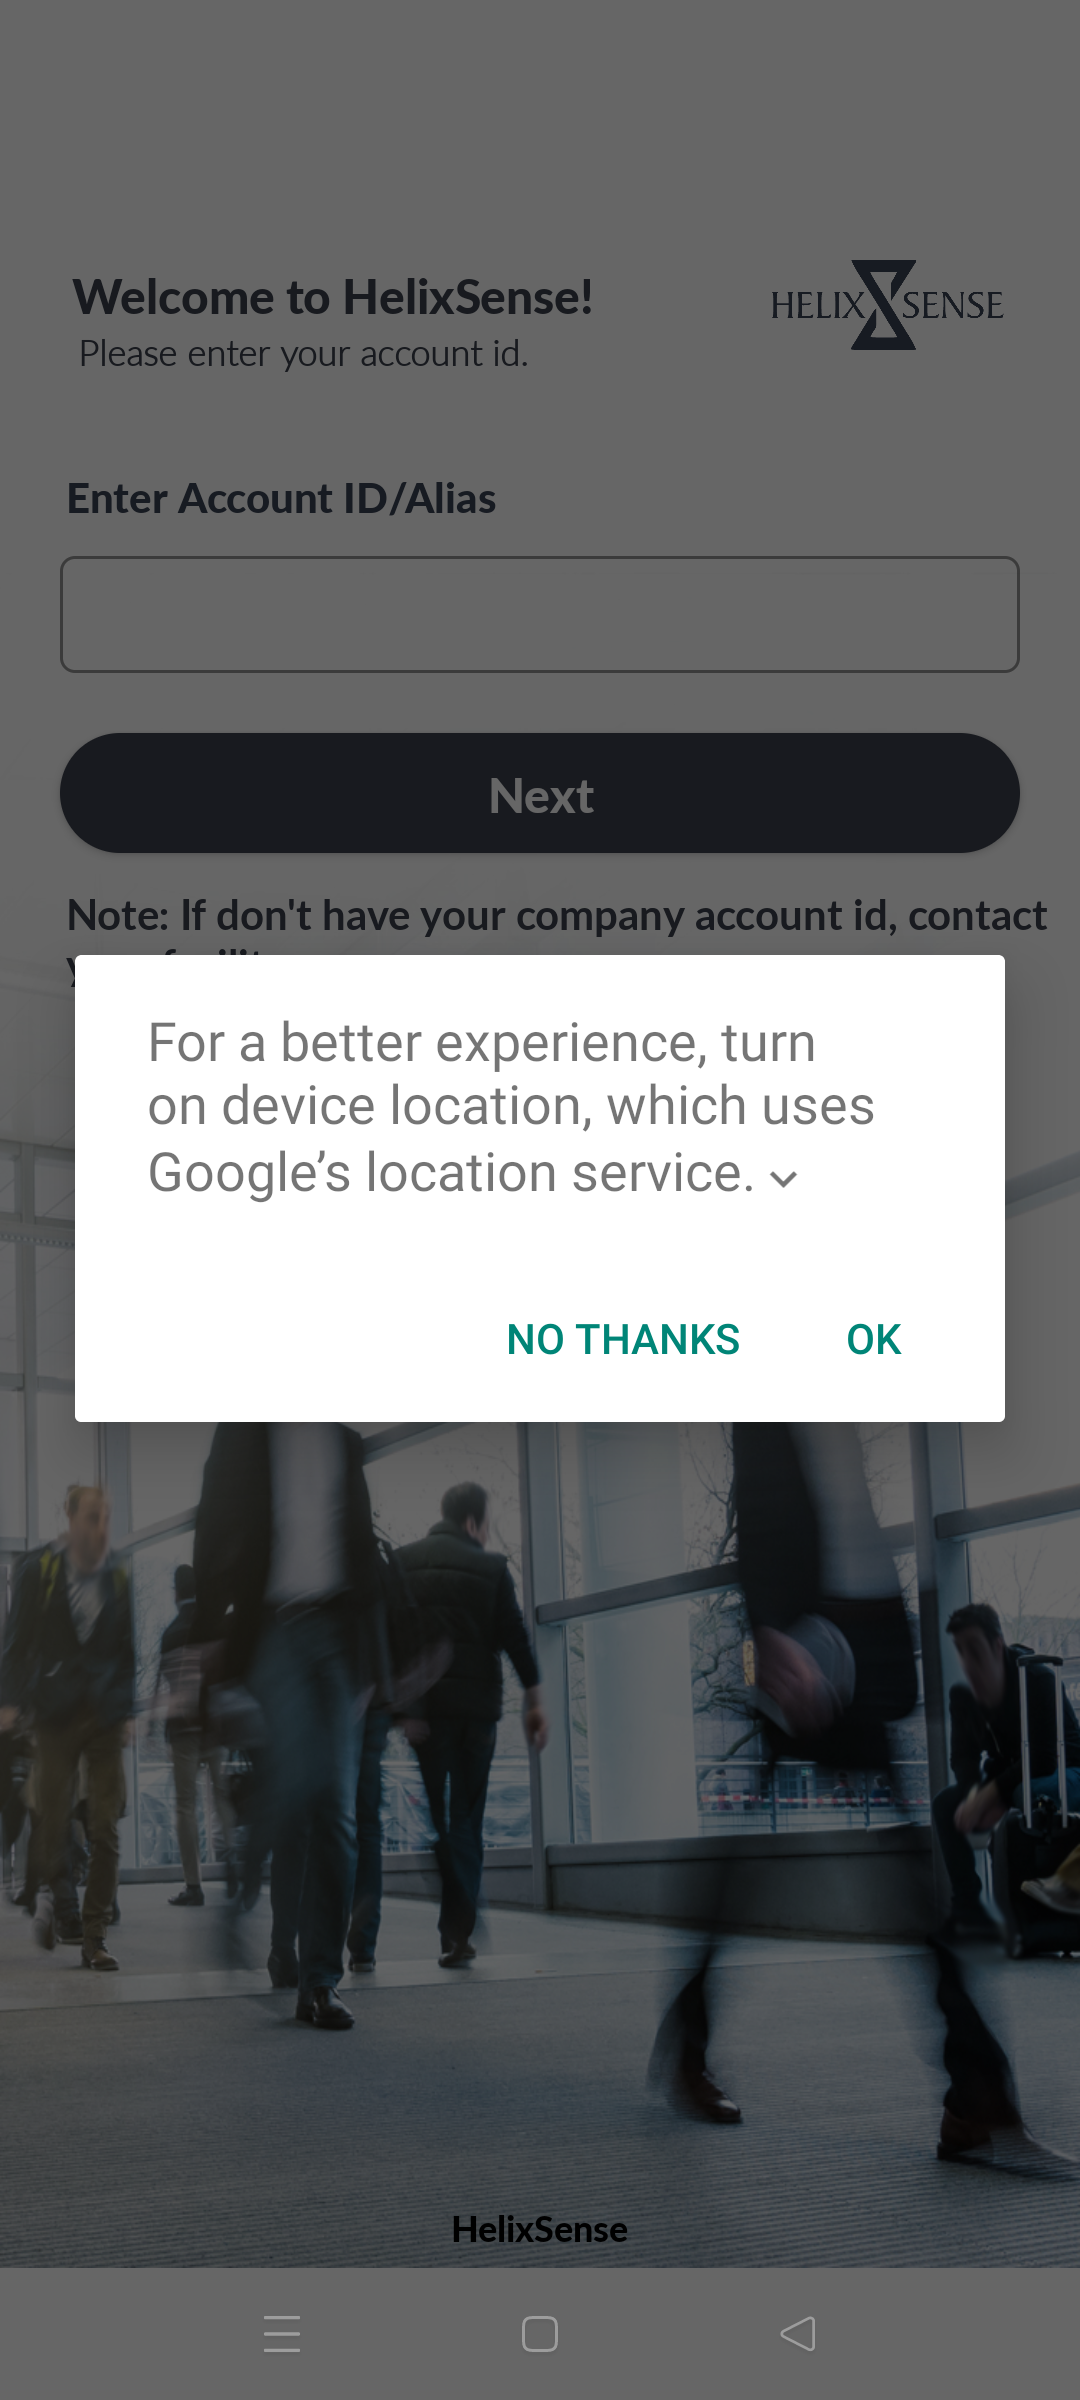 Welcome to HelixSense!
HELIX SENSE
Please enter your account id.
Enter Account ID/Alias
Next
Note: If don't have your company account id, contact
For a better experience, turn
on device location, which uses
Google’s location service.
NO THANKS OK
HelixSense